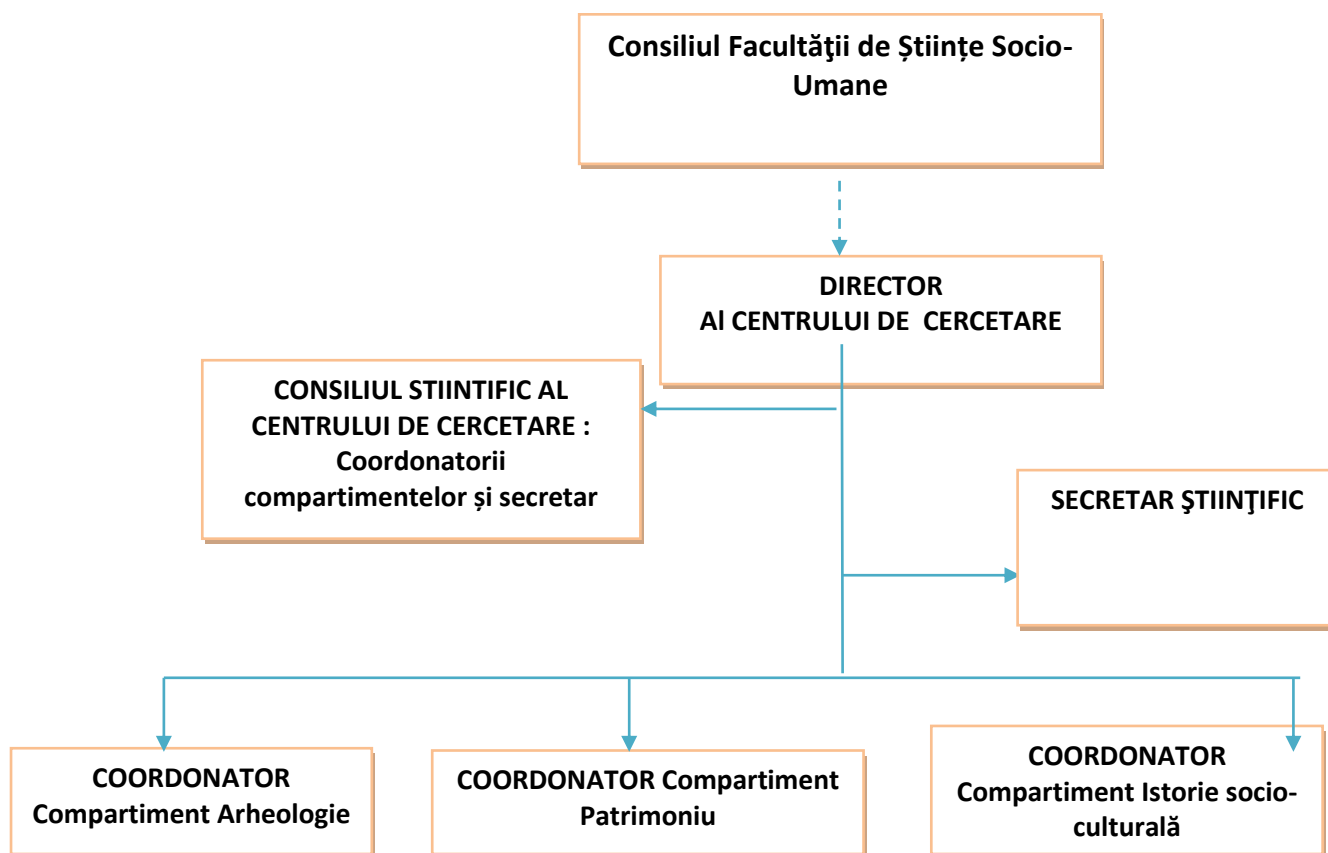 Consiliul Facultăţii de Științe Socio-
Umane
DIRECTOR
Al CENTRULUI DE CERCETARE
CONSILIUL STIINTIFIC AL
CENTRULUI DE CERCETARE :
Coordonatorii
compartimentelor și secretar
SECRETAR ŞTIINŢIFIC
COORDONATOR
Compartiment Arheologie
COORDONATOR Compartiment
Patrimoniu
COORDONATOR
Compartiment Istorie socio-
culturală